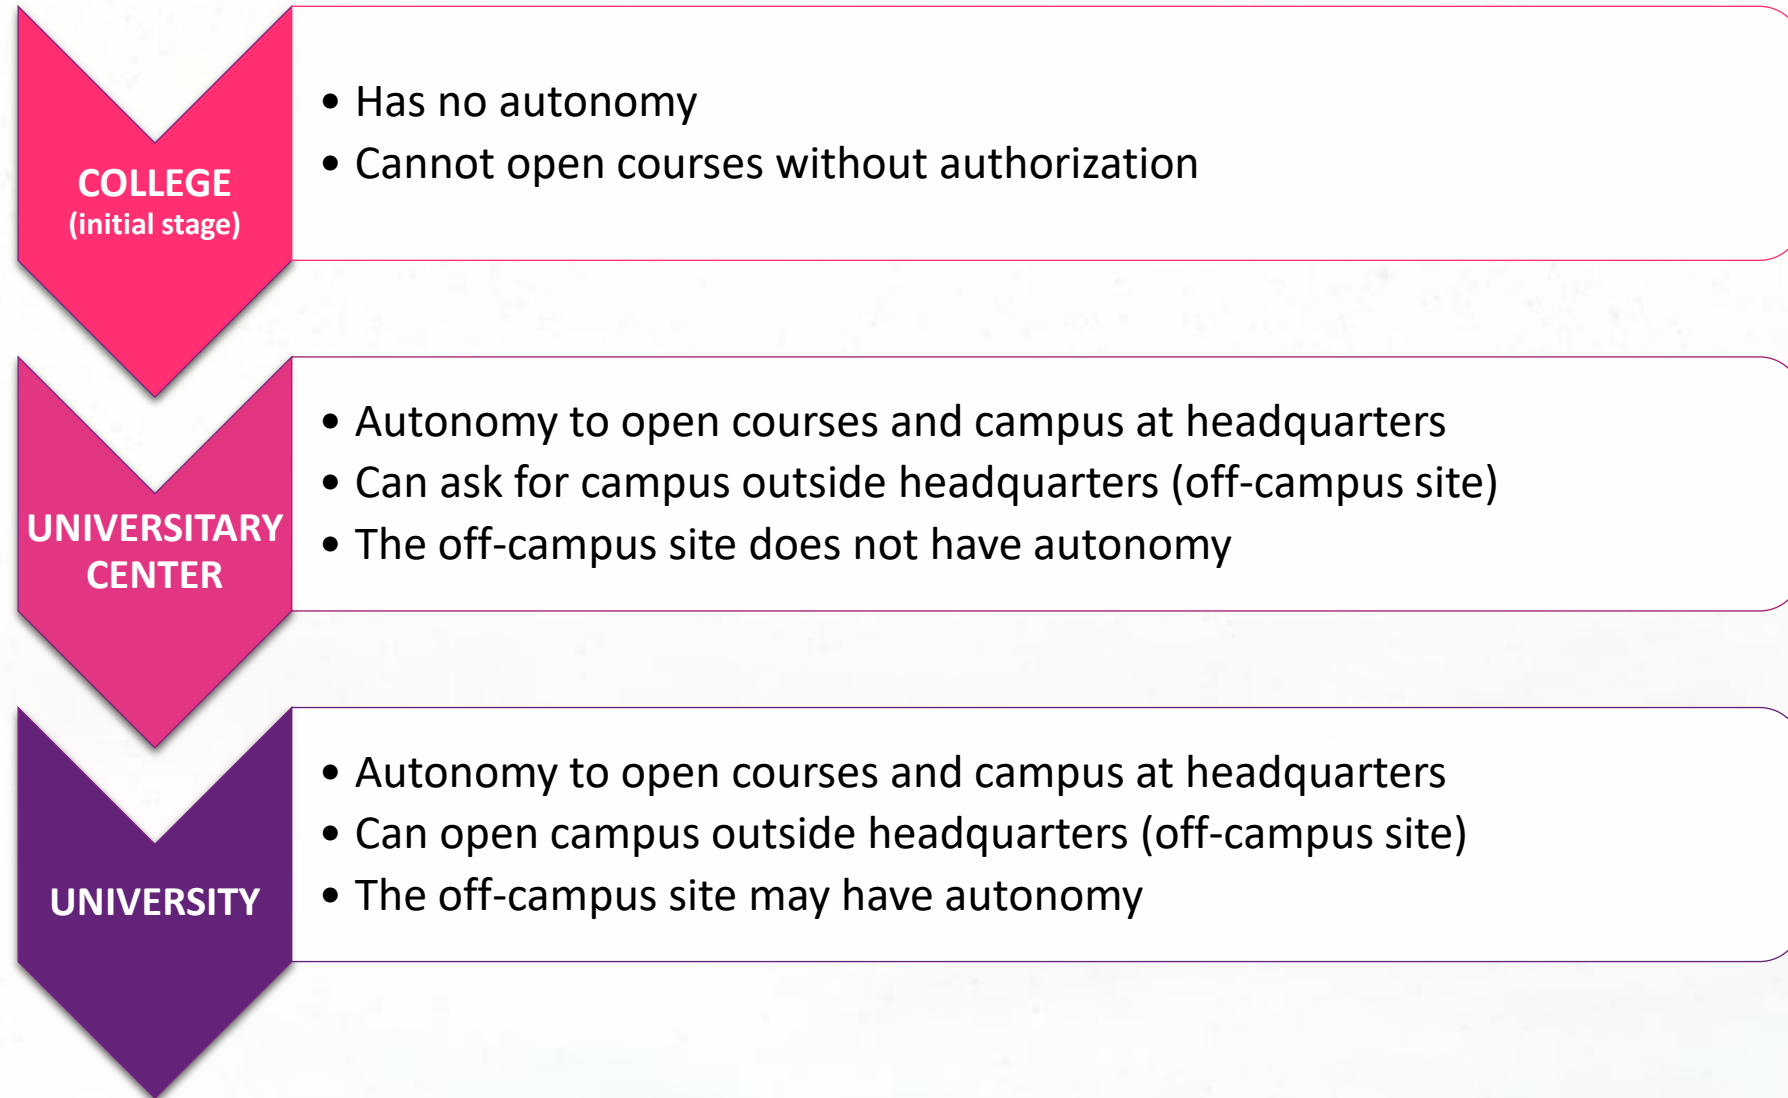 COLLEGE
(initial stage)
• Has no autonomy
• Cannot open courses without authorization
UNIVERSITARY
CENTER
• Autonomy to open courses and campus at headquarters
• Can ask for campus outside headquarters (off-campus site)
• The off-campus site does not have autonomy
UNIVERSITY
• Autonomy to open courses and campus at headquarters
• Can open campus outside headquarters (off-campus site)
• The off-campus site may have autonomy